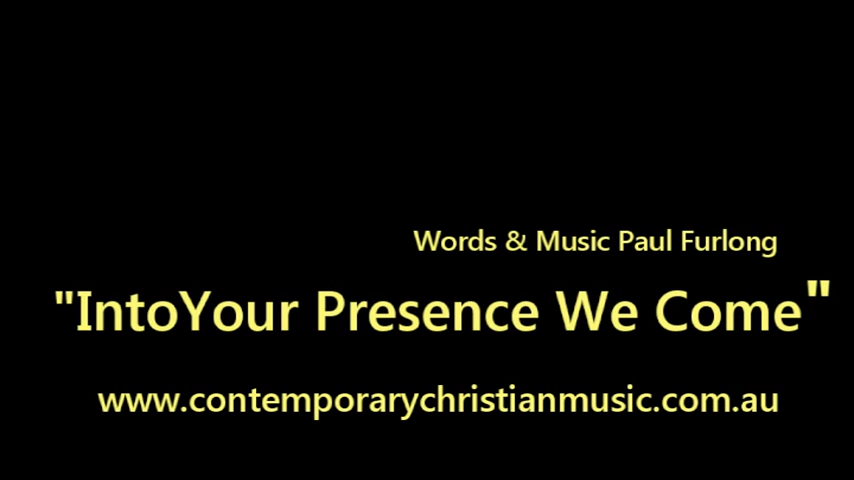 Words & Music Paul Furlong
"IntoYour Presence We Come"
www.contemporarychristianmusic.com.au